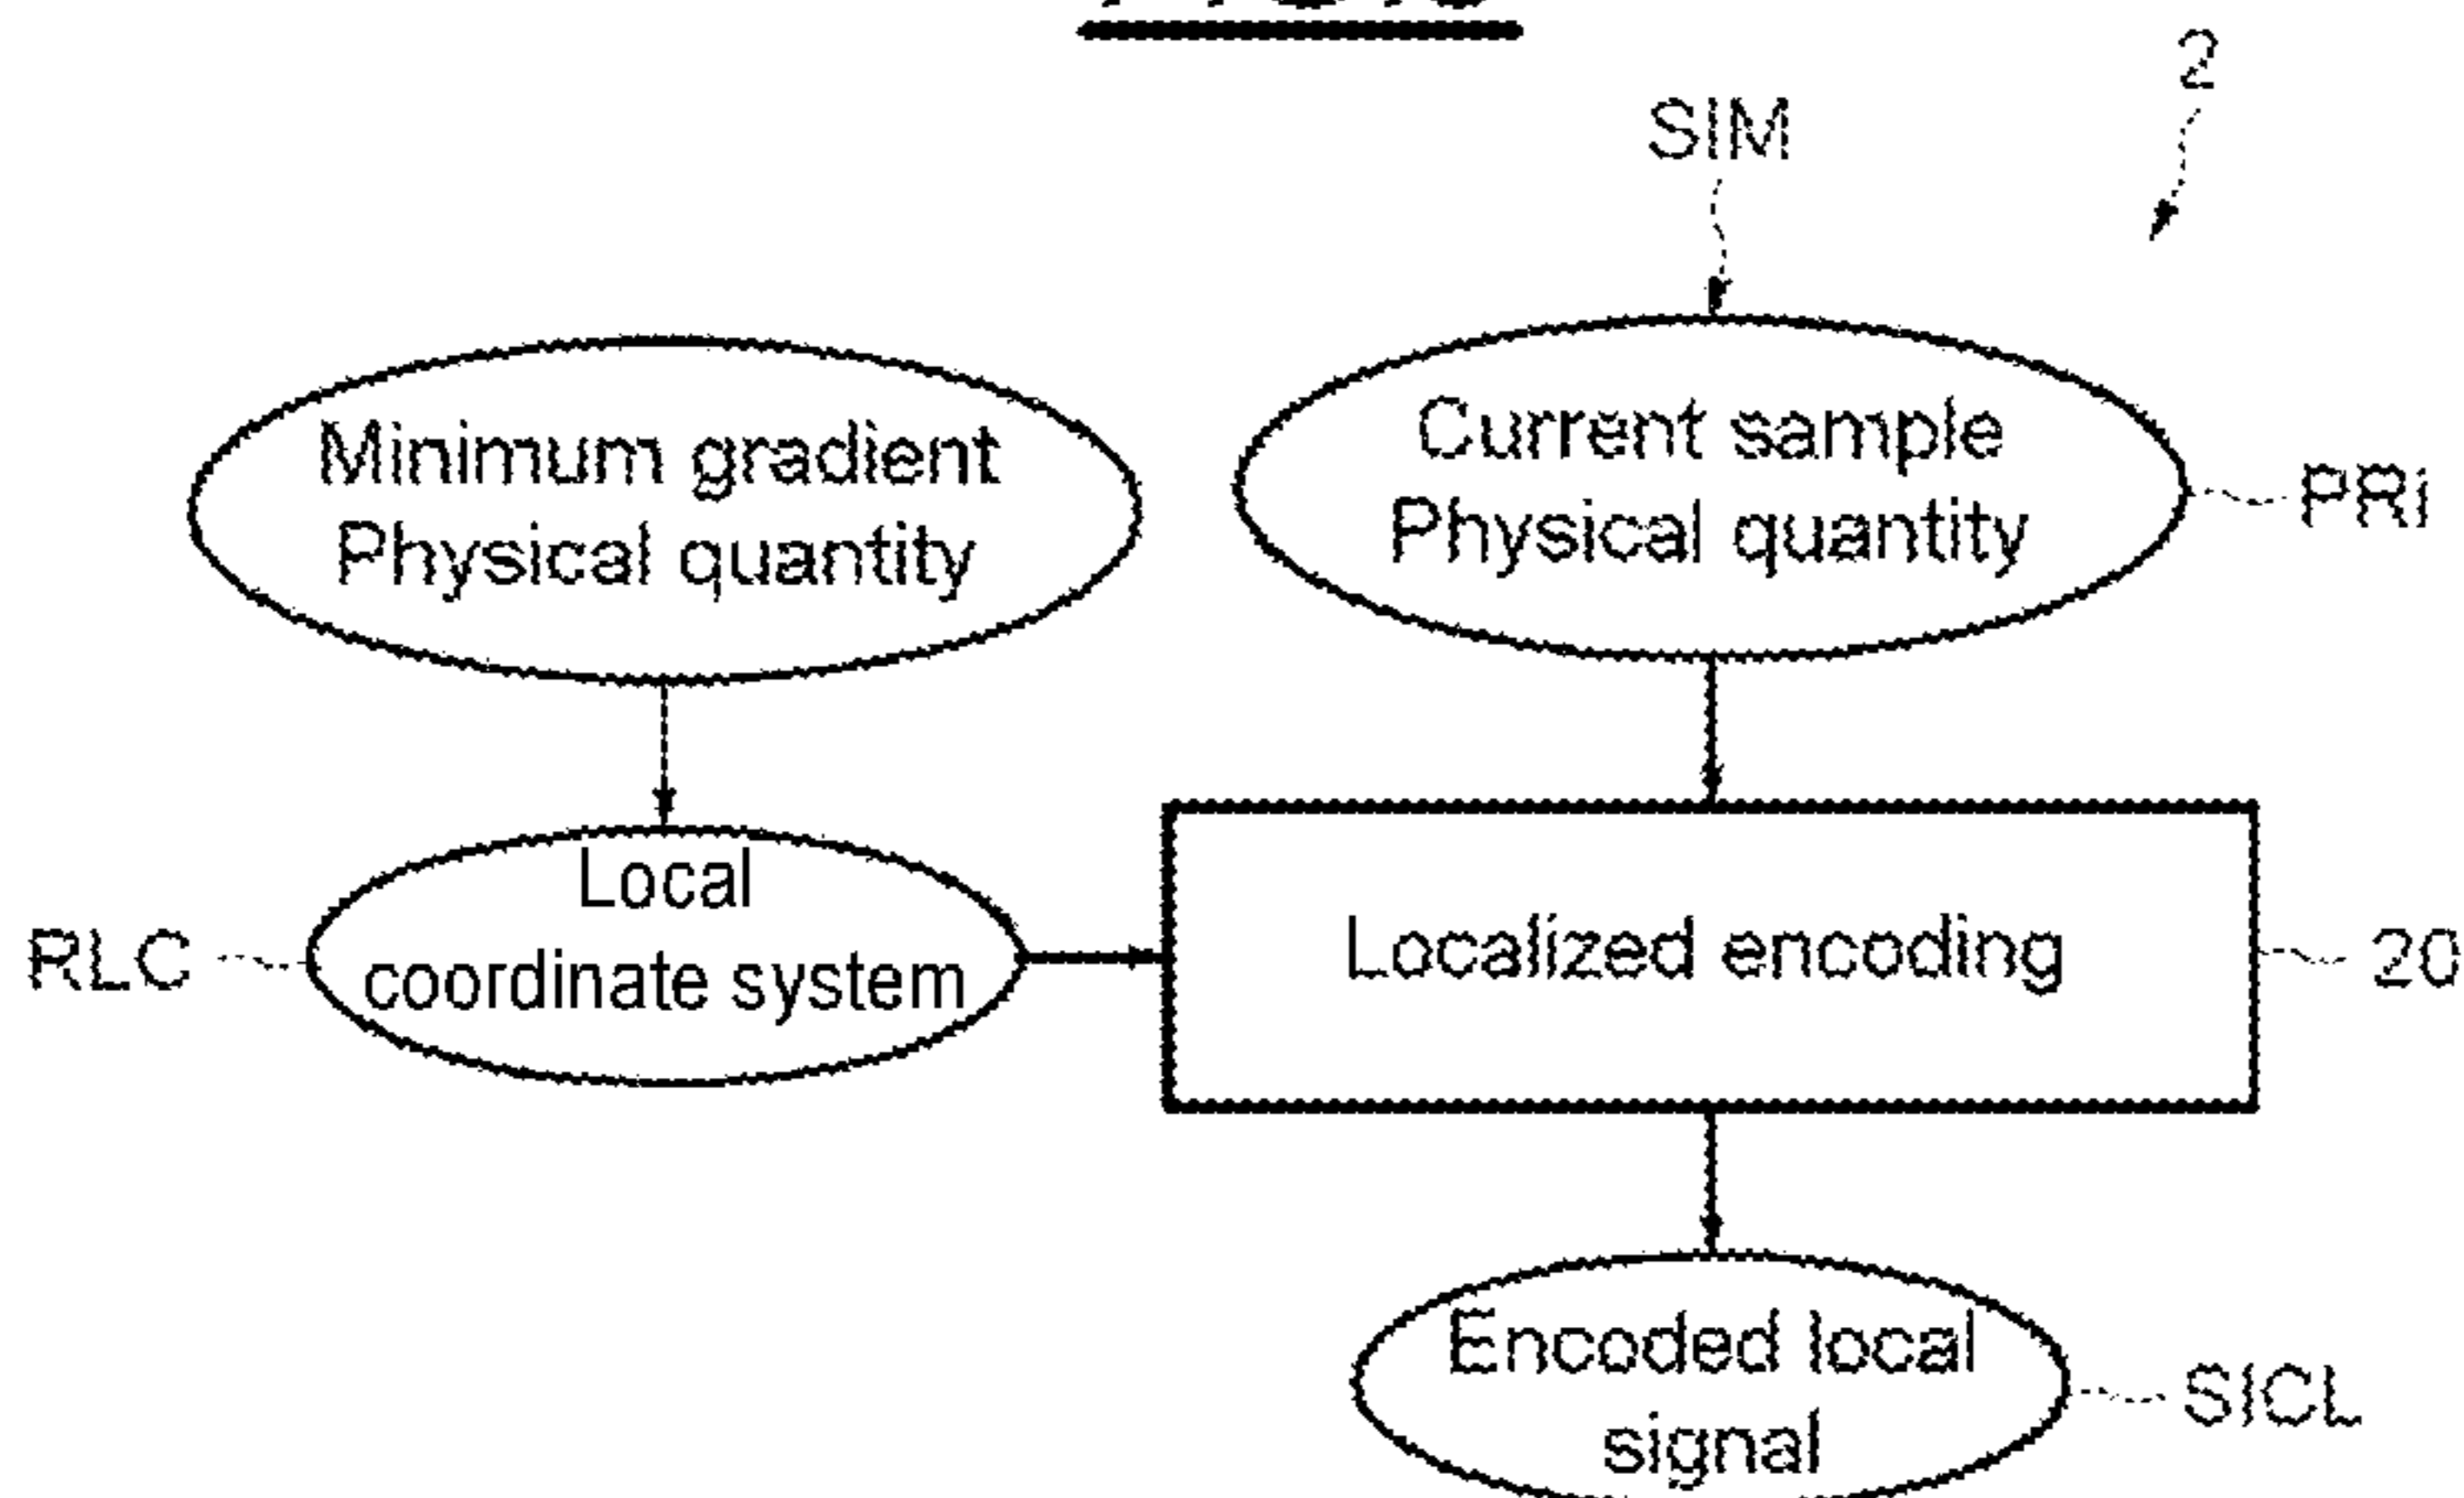 2
SIM
Minimum gradient
Physical quantity
Current sample
Physical quantity
PRi
Local
coordinate system
RLC
Localized encoding
20
Encoded local
signal
SICL